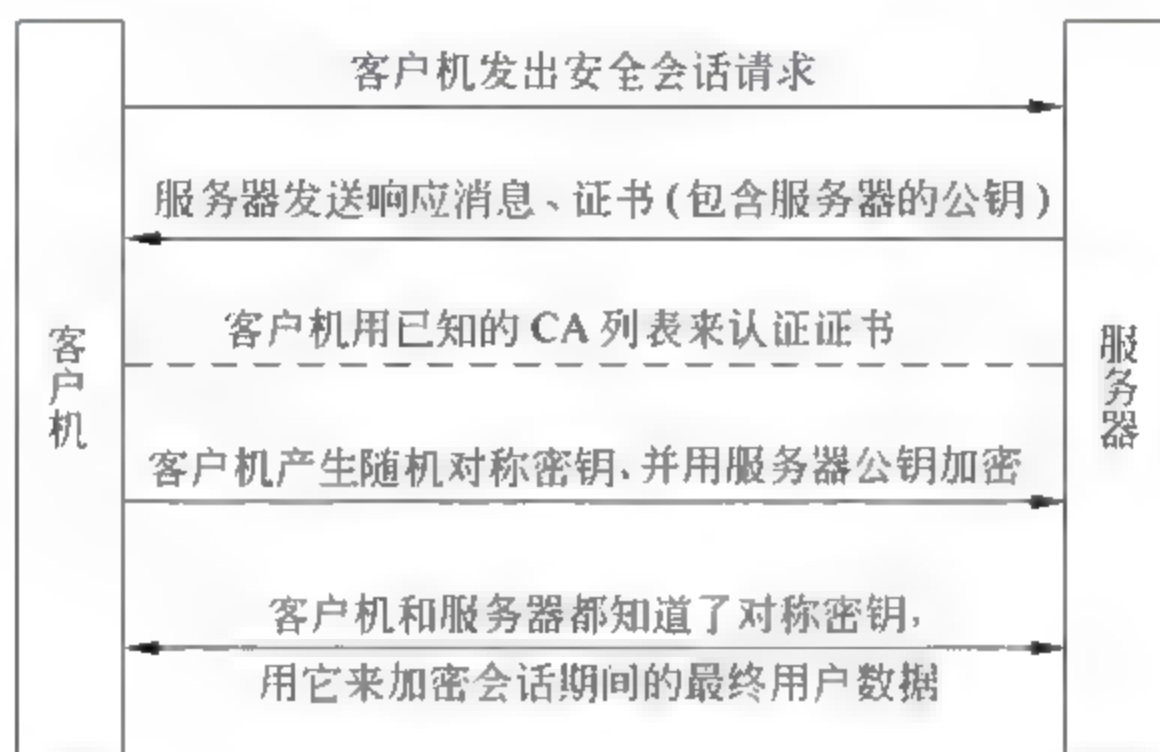 客户机发出安全会话请求
服务器发送响应消息、证书(包含服务器的公钥)
客户机用已知的 CA 列表来认证证书
客户机
服务器
客户机产生随机对称密钥、并用服务器公钥加密
客户机和服务器都知道了对称密钥，
用它来加密会话期间的最终用户数据